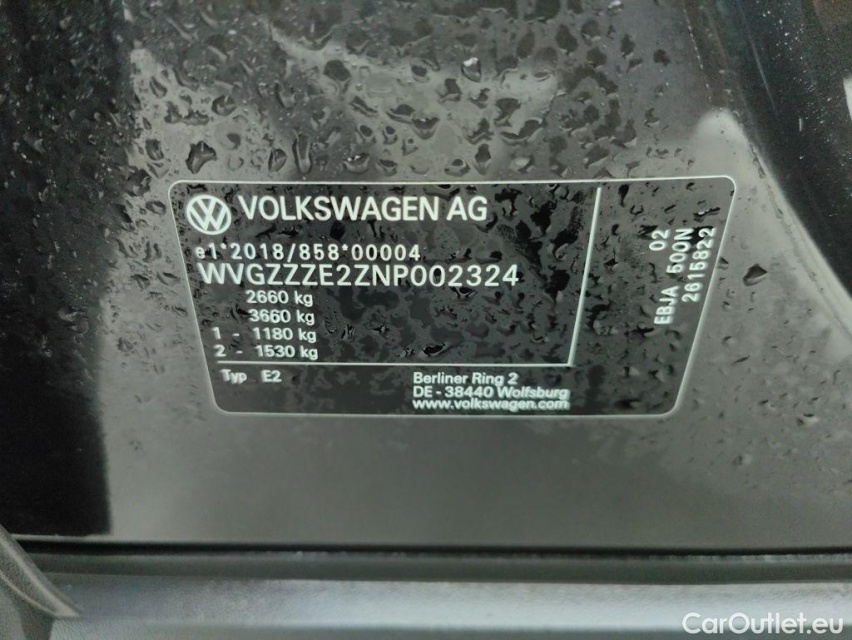 VOLKSWAGEN AG
e1*2018/858*00004
WVGZZZE2ZNP002324
2660 kg
3660 kg
1 - 1180 kg
2 - 1530 kg
Typ E2
Berliner Ring 2
DE - 38440 Wolfsburg
www.volkswagen.com
02
EBJA 500N
2615822
CarOutlet.eu